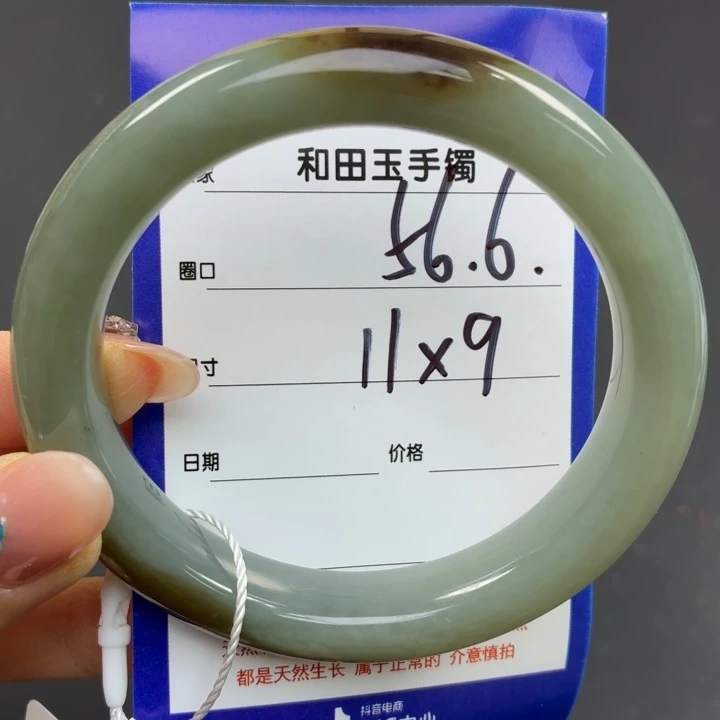 家 和田玉手镯
圈口 56.6.
寸 11x9
日期 价格
都是天然生长 属于正常的 介意慎拍
抖音电商